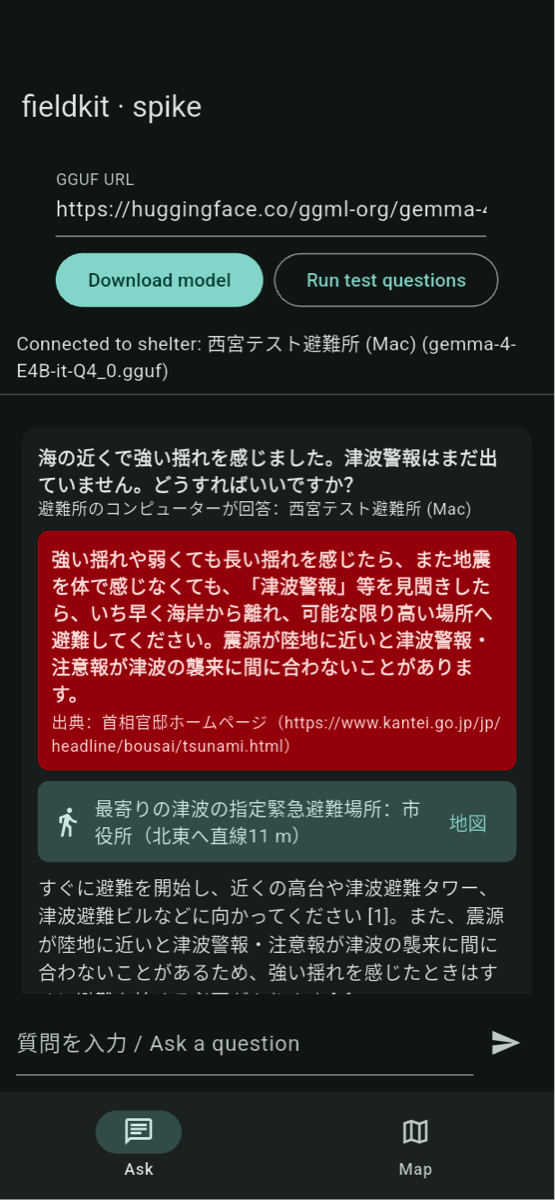 fieldkit · spike
GGUF URL
https://huggingface.co/ggml-org/gemma-4
Download model
Run test questions
Connected to shelter: 西宮テスト避難所 (Mac) (gemma-4-
E4B-it-Q4_0.gguf)
海の近くで強い揺れを感じました。津波警報はまだ出
ていません。どうすればいいですか?
避難所のコンピューターが回答：西宮テスト避難所 (Mac)
強い揺れや弱くても長い揺れを感じたら、また地震
を体で感じなくても、「津波警報」等を見聞きした
ら、いち早く海岸から離れ、可能な限り高い場所へ
避難してください。震源が陸地に近いと津波警報・
注意報が津波の襲来に間に合わないことがありま
す。
出典：首相官邸ホームページ（https://www.kantei.go.jp/jp/
headline/bousai/tsunami.html）
最寄りの津波の指定緊急避難場所：市
役所（北東へ直線11 m）
地図
すぐに避難を開始し、近くの高台や津波避難タワー、
津波避難ビルなどに向かってください [1]。また、震源
が陸地に近いと津波警報・注意報が津波の襲来に間に
合わないことがあるため、強い揺れを感じたときはす
質問を入力 / Ask a question
Ask
Map